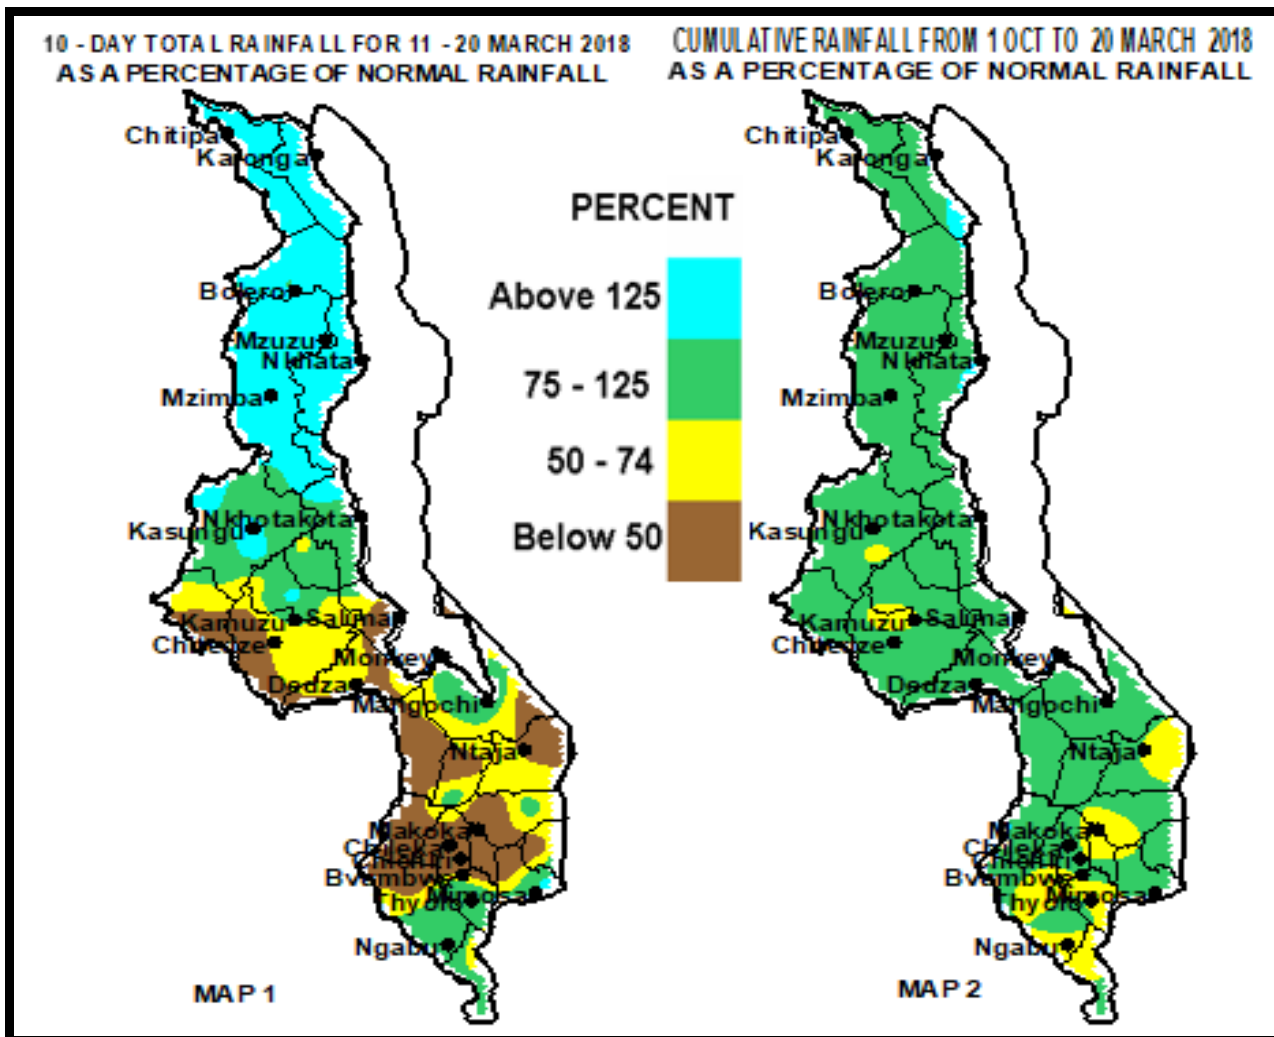 10 - DAY TOTAL RAINFALL FOR 11 - 20 MARCH 2018
AS A PERCENTAGE OF NORMAL RAINFALL
CUMULATIVE RAINFALL FROM 1 OCT TO 20 MARCH 2018
AS A PERCENTAGE OF NORMAL RAINFALL
Chitipa
Karonga
Bolero
Mzuzu
Nkhata
Mzimba
Nkhotakota
Kasungu
Kamuzu
Salima
Chitedze
Monkey
Dedza
Mangochi
Ntaja
Makoka
Chileka
Chichiri
Bvumbwe
Mimosa
Thyolo
Ngabu
MAP 1
PERCENT
Above 125
75 - 125
50 - 74
Below 50
Chitipa
Karonga
Bolero
Mzuzu
Nkhata
Mzimba
Nkhotakota
Kasungu
Kamuzu
Salima
Chitedze
Monkey
Dedza
Mangochi
Ntaja
Makoka
Chileka
Chichiri
Bvumbwe
Mimosa
Thyolo
Ngabu
MAP 2